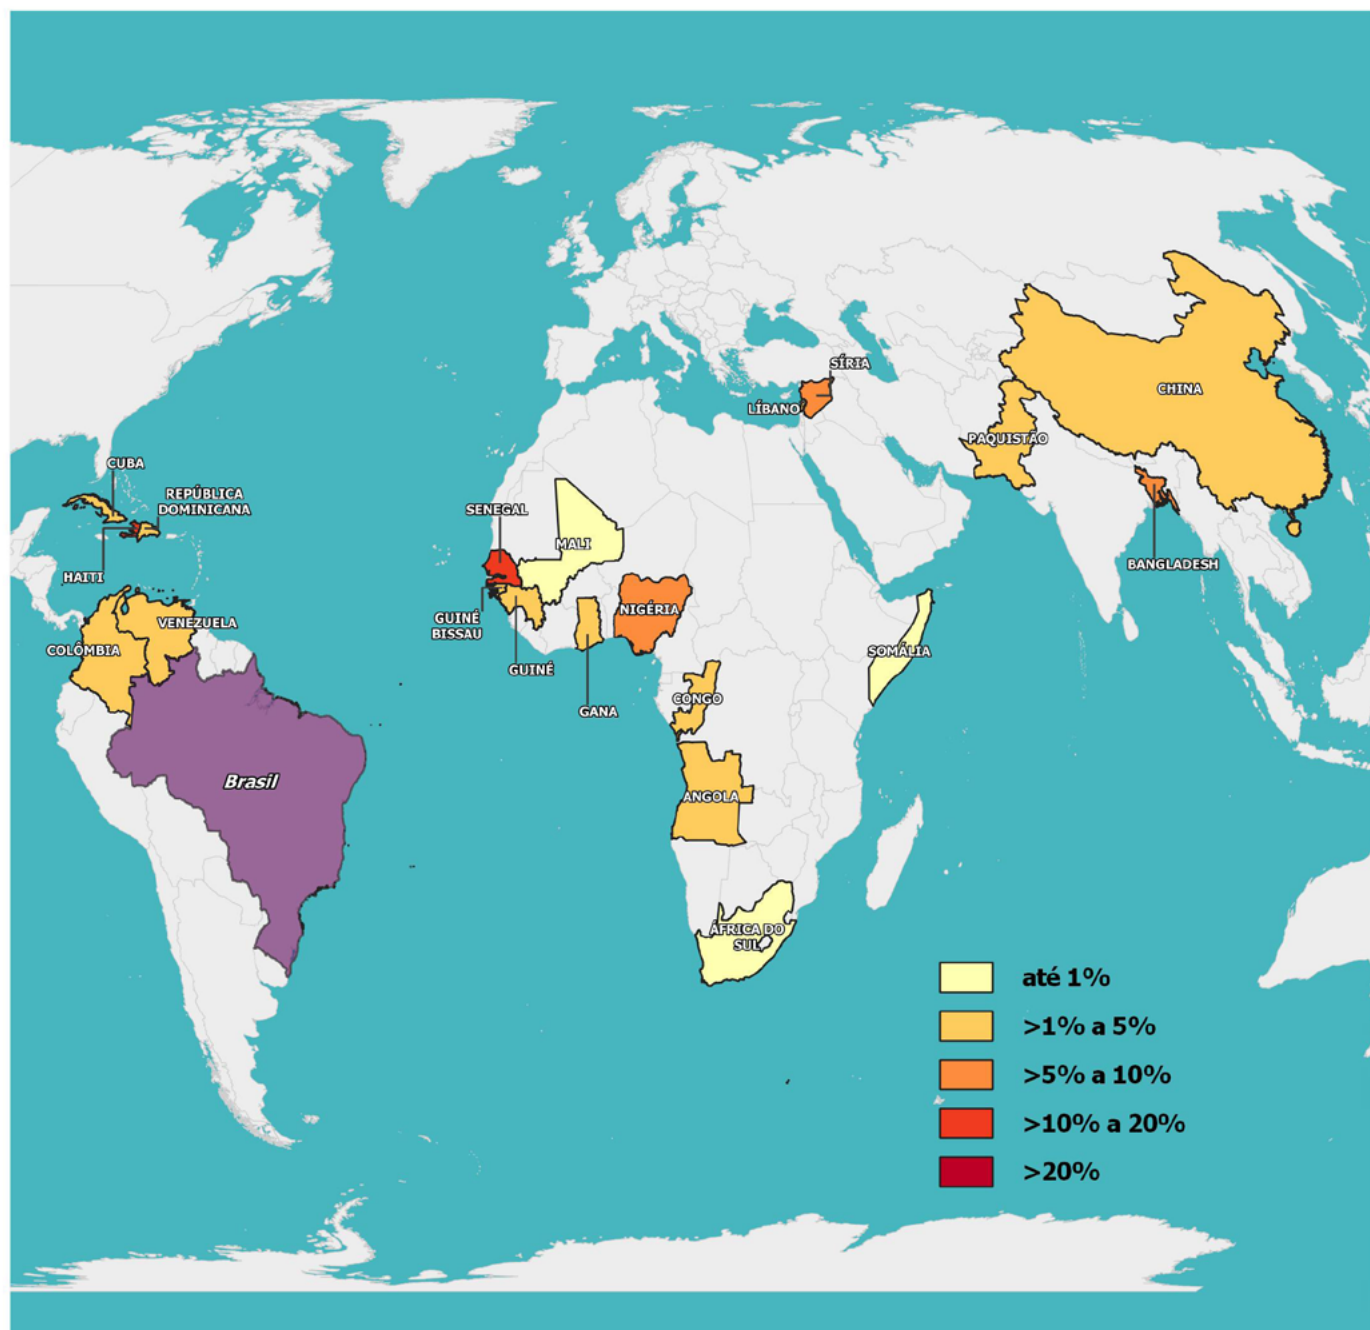 SÍRIA
CHINA
LÍBANO
PAQUISTÃO
CUBA
REPÚBLICA
DOMINICANA
SENEGAL
MALI
BANGLADESH
HAITI
NIGÉRIA
GUINÉ
BISSAU
VENEZUELA
COLÔMBIA
SOMÁLIA
GUINÉ
CONGO
GANA
Brasil
ANGOLA
ÁFRICA DO
SUL
até 1%
>1% a 5%
>5% a 10%
>10% a 20%
>20%